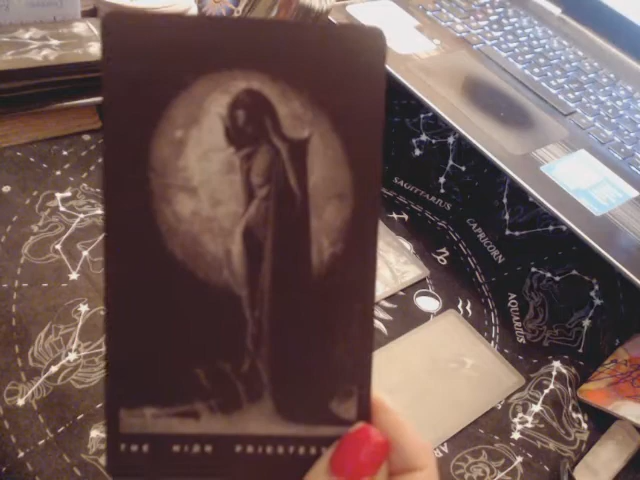 SAGITTARIUS
CAPRICORN
AQUARIUS
THE HIGH PRIESTESS